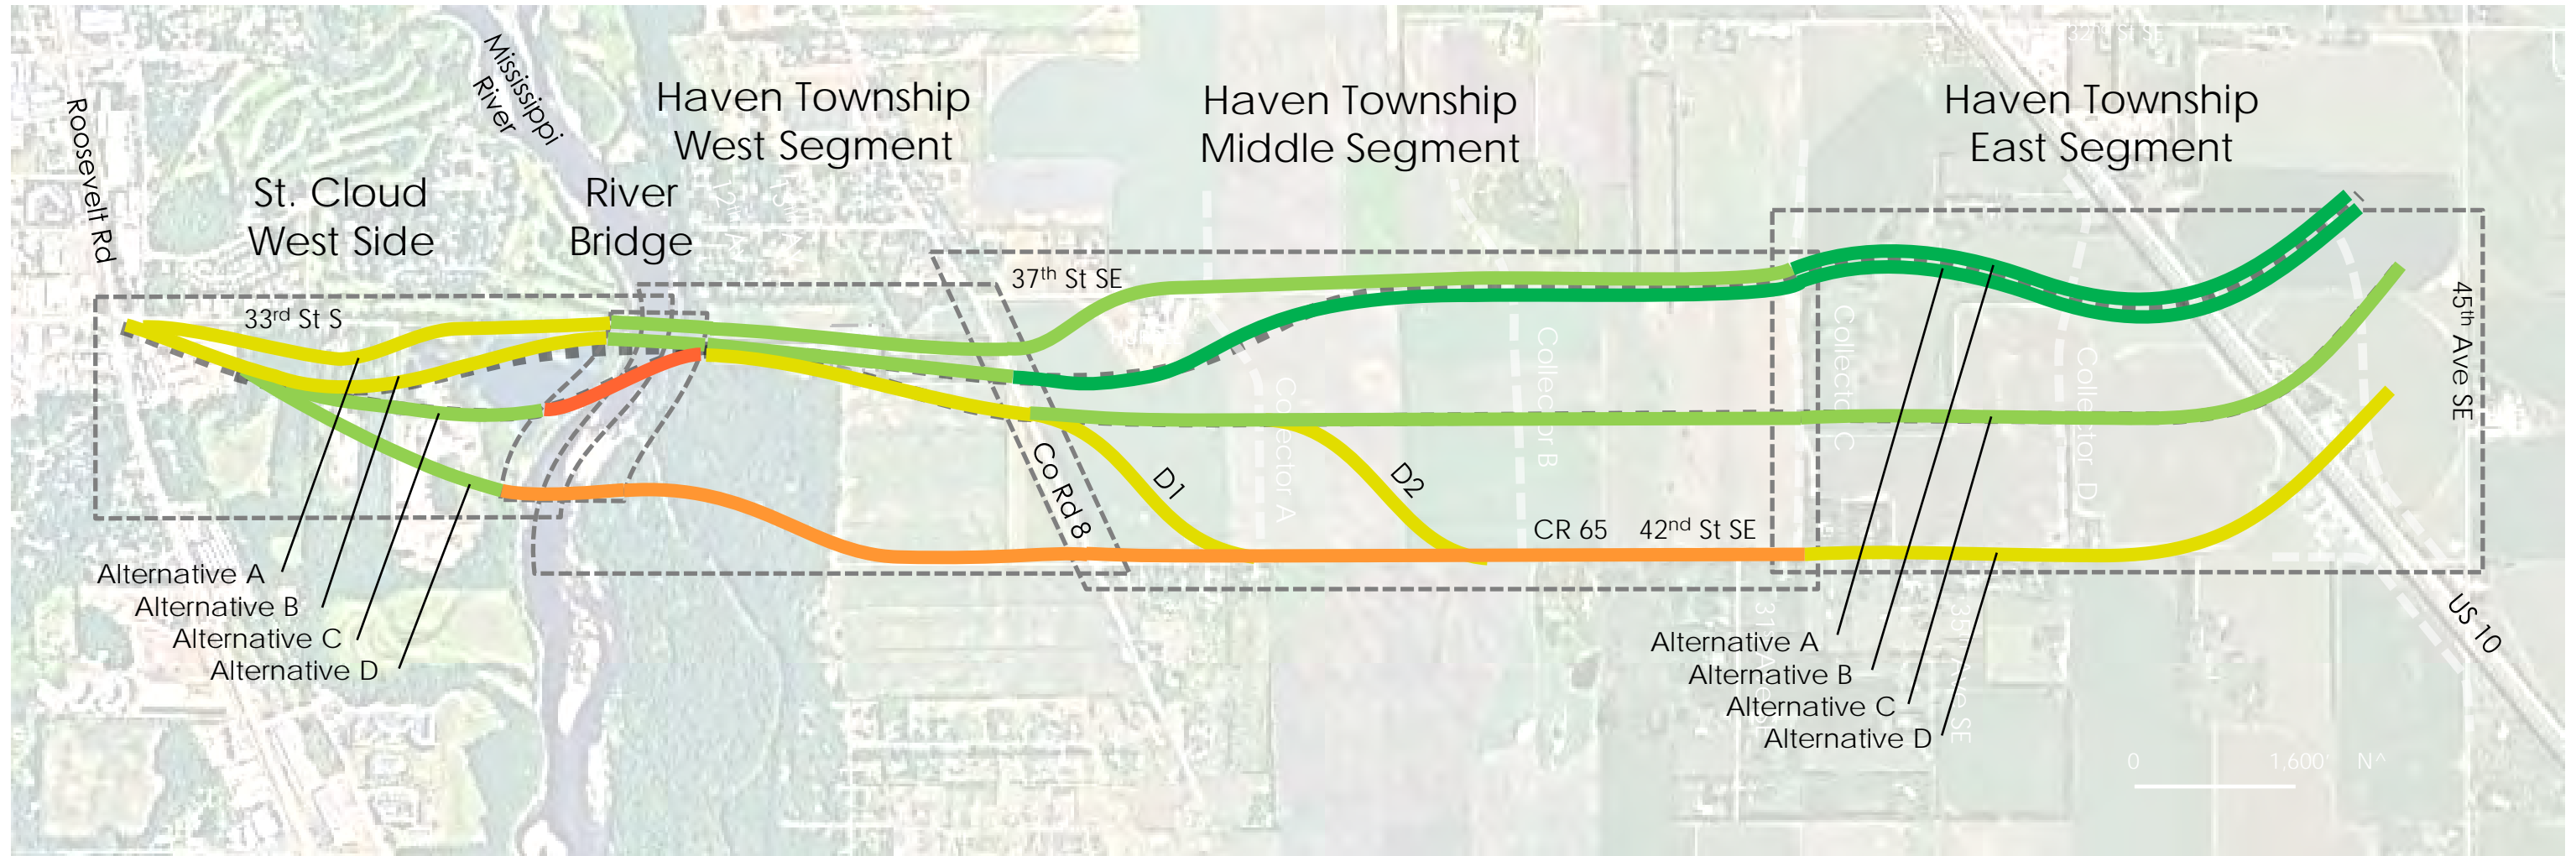 Mississippi
River
Roosevelt Rd
Haven Township
West Segment
Haven Township
Middle Segment
Haven Township
East Segment
32nd St SE
St. Cloud
West Side
River
Bridge
33rd St S
37th St SE
45th Ave SE
Collector A
Collector B
Collector C
Collector D
Co Rd 8
D1
D2
CR 65
42nd St SE
US 10
Alternative A
Alternative B
Alternative C
Alternative D
Alternative A
Alternative B
Alternative C
Alternative D
0
1,600'
N^